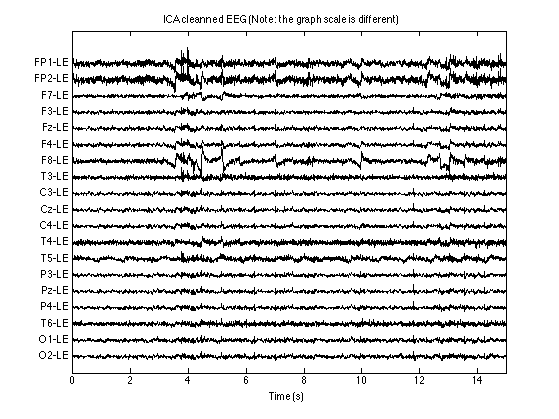 ICA cleanned EEG (Note: the graph scale is different)
FP1-LE
FP2-LE
F7-LE
F3-LE
Fz-LE
F4-LE
F8-LE
T3-LE
C3-LE
Cz-LE
C4-LE
T4-LE
T5-LE
P3-LE
Pz-LE
P4-LE
T6-LE
O1-LE
O2-LE
0 2 4 6 8 10 12 14
Time (s)